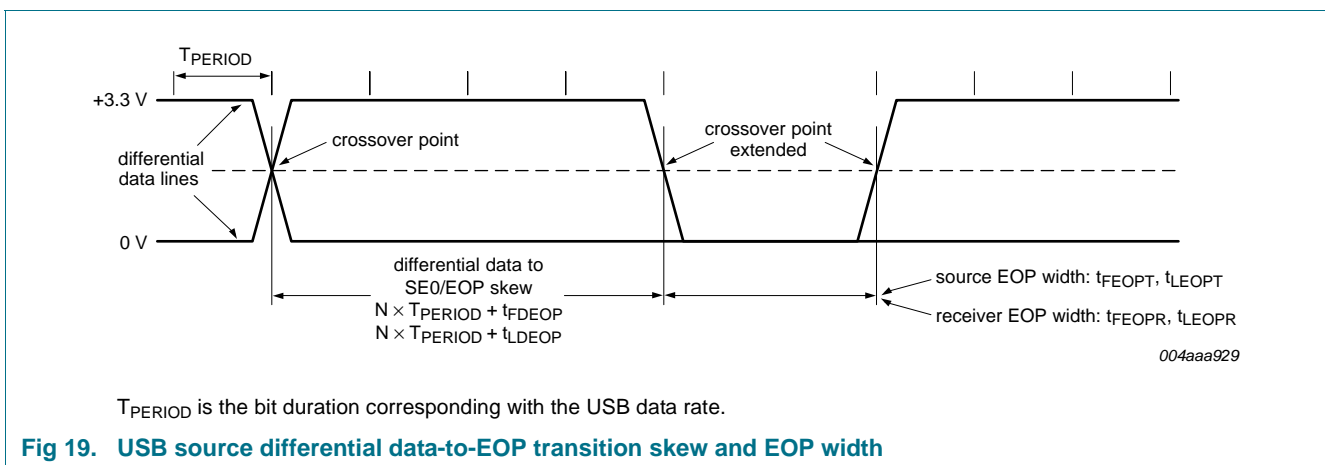 TPERIOD
+3.3 V
crossover point
crossover point
extended
differential
data lines
0 V
differential data to
SE0/EOP skew
N × TPERIOD + tFDEOP
N × TPERIOD + tLDEOP
source EOP width: tFEOPT, tLEOPT
receiver EOP width: tFEOPR, tLEOPR
004aaa929
TPERIOD is the bit duration corresponding with the USB data rate.
Fig 19. USB source differential data-to-EOP transition skew and EOP width